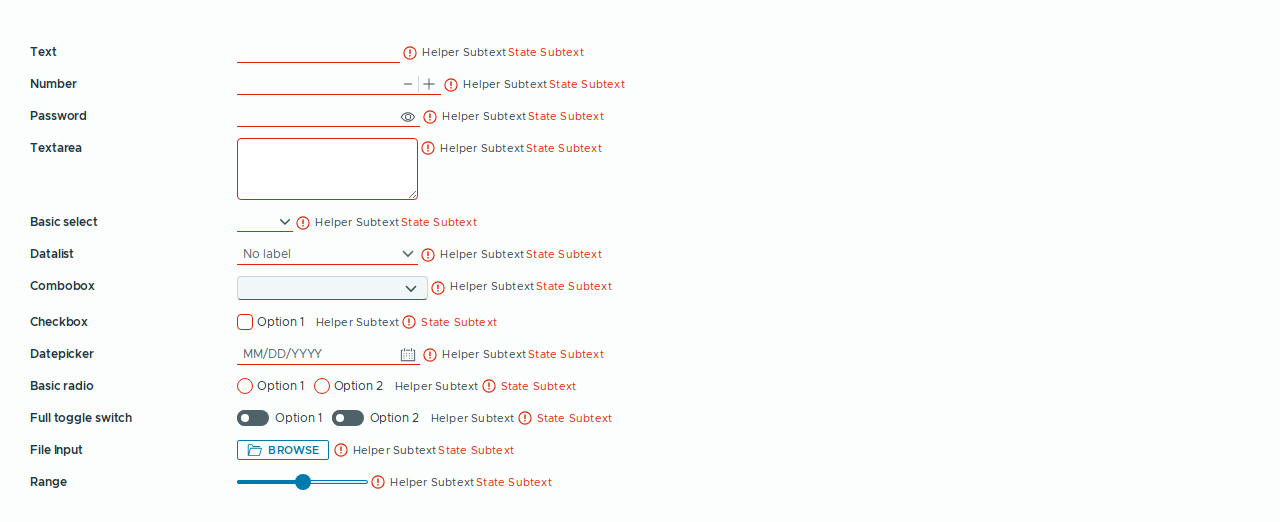 Text Helper Subtext State Subtext
Number Helper Subtext State Subtext
Password Helper Subtext State Subtext
Textarea Helper Subtext State Subtext
Basic select Helper Subtext State Subtext
Datalist No label Helper Subtext State Subtext
Combobox Helper Subtext State Subtext
Checkbox Option 1 Helper Subtext State Subtext
Datepicker MM/DD/YYYY Helper Subtext State Subtext
Basic radio Option 1 Option 2 Helper Subtext State Subtext
Full toggle switch Option 1 Option 2 Helper Subtext State Subtext
File Input BROWSE Helper Subtext State Subtext
Range Helper Subtext State Subtext